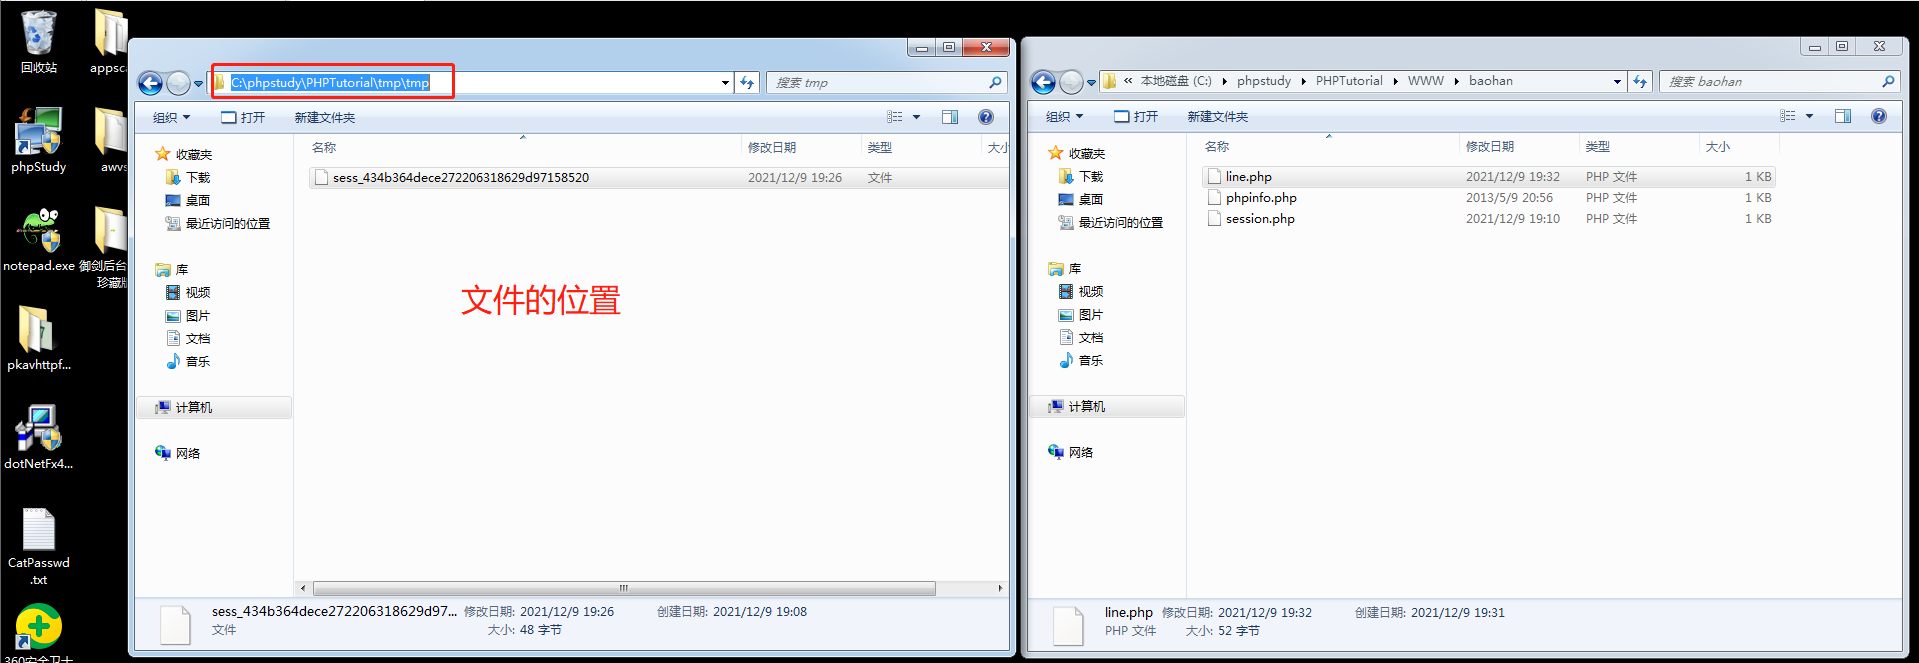 回收站
appsca
phpStudy
awvs
notepad.exe
御剑后台
珍藏版
pkavhttpf...
dotNetFx4...
CatPasswd
.txt
360安全卫士
C:\phpstudy\PHPTutorial\tmp\tmp
搜索 tmp
组织
打开
新建文件夹
收藏夹
下载
桌面
最近访问的位置
库
视频
图片
文档
音乐
计算机
网络
名称
修改日期
类型
大小
sess_434b364dece272206318629d97158520
2021/12/9 19:26
文件
文件的位置
sess_434b364dece272206318629d97... 修改日期: 2021/12/9 19:26 创建日期: 2021/12/9 19:08
文件 大小: 48 字节
« 本地磁盘 (C:) phpstudy PHPTutorial WWW baohan
搜索 baohan
组织
打开
新建文件夹
收藏夹
下载
桌面
最近访问的位置
库
视频
图片
文档
音乐
计算机
网络
名称 修改日期 类型 大小
line.php 2021/12/9 19:32 PHP 文件 1 KB
phpinfo.php 2013/5/9 20:56 PHP 文件 1 KB
session.php 2021/12/9 19:10 PHP 文件 1 KB
line.php 修改日期: 2021/12/9 19:32 创建日期: 2021/12/9 19:31
PHP 文件 大小: 52 字节